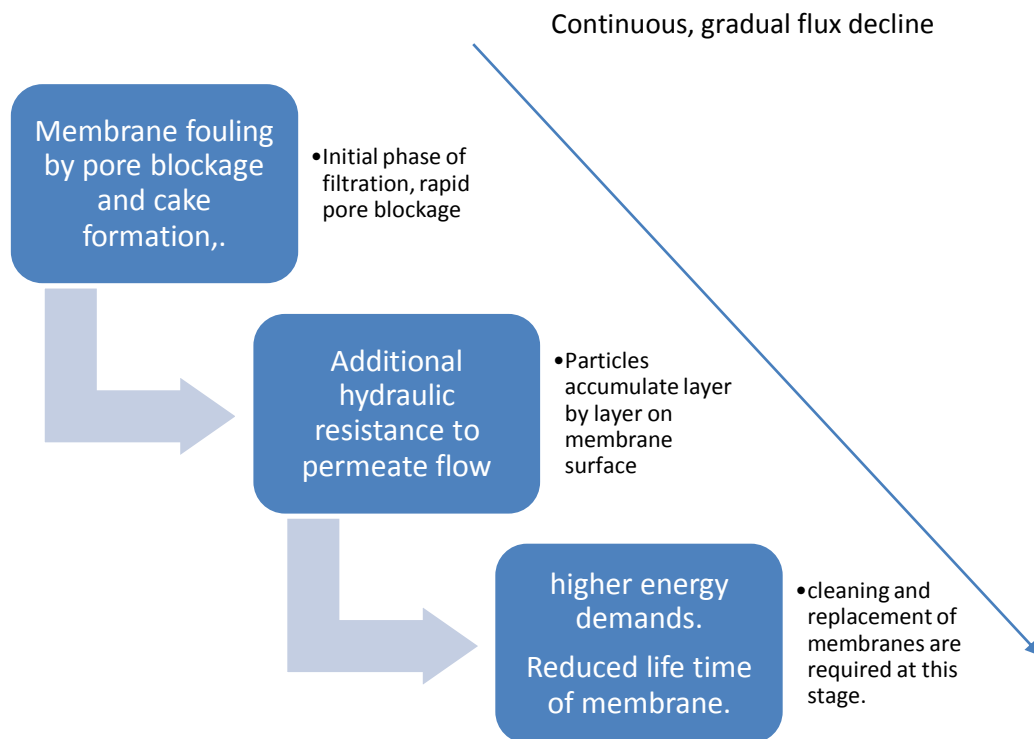 Continuous, gradual flux decline
Membrane fouling
by pore blockage
and cake
formation,.
•Initial phase of
filtration, rapid
pore blockage
Additional
hydraulic
resistance to
permeate flow
•Particles
accumulate layer
by layer on
membrane
surface
higher energy
demands.
Reduced life time
of membrane.
•cleaning and
replacement of
membranes are
required at this
stage.